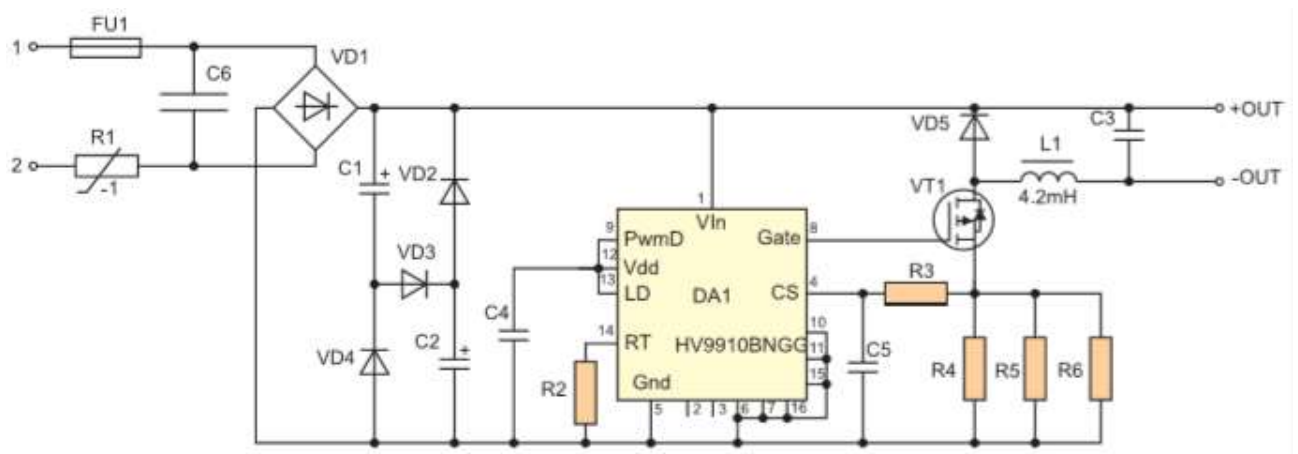 FU1
1
VD1
C6
R1
2
-1
C1
+
VD2
VD3
VD4
C2
+
C4
R2
1
VIn
9
PwmD
12
Vdd
13
LD
14
RT
Gnd
DA1
HV9910BNGG
Gate
8
CS
4
10
11
15
5
2
3
6
7
16
C5
R3
VT1
VD5
L1
4.2mH
C3
+OUT
-OUT
R4
R5
R6